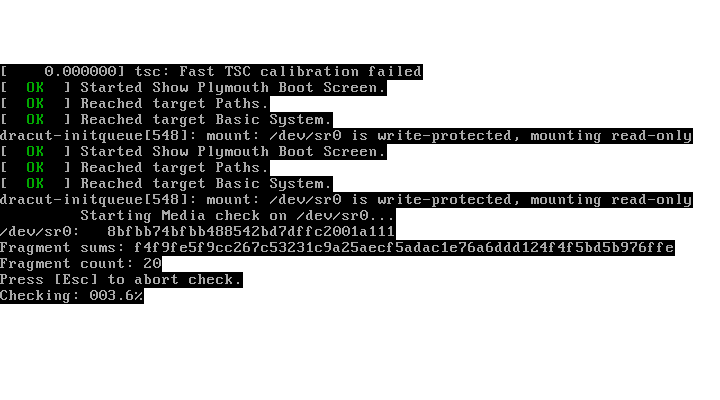 [    0.000000] tsc: Fast TSC calibration failed
[  OK  ] Started Show Plymouth Boot Screen.
[  OK  ] Reached target Paths.
[  OK  ] Reached target Basic System.
dracut-initqueue[548]: mount: /dev/sr0 is write-protected, mounting read-only
[  OK  ] Started Show Plymouth Boot Screen.
[  OK  ] Reached target Paths.
[  OK  ] Reached target Basic System.
dracut-initqueue[548]: mount: /dev/sr0 is write-protected, mounting read-only
         Starting Media check on /dev/sr0...
/dev/sr0:   8bfbb74bfbb488542bd7dffc2001a111
Fragment sums: f4f9fe5f9cc267c53231c9a25aecf5adac1e76a6ddd124f4f5bd5b976ffe
Fragment count: 20
Press [Esc] to abort check.
Checking: 003.6%